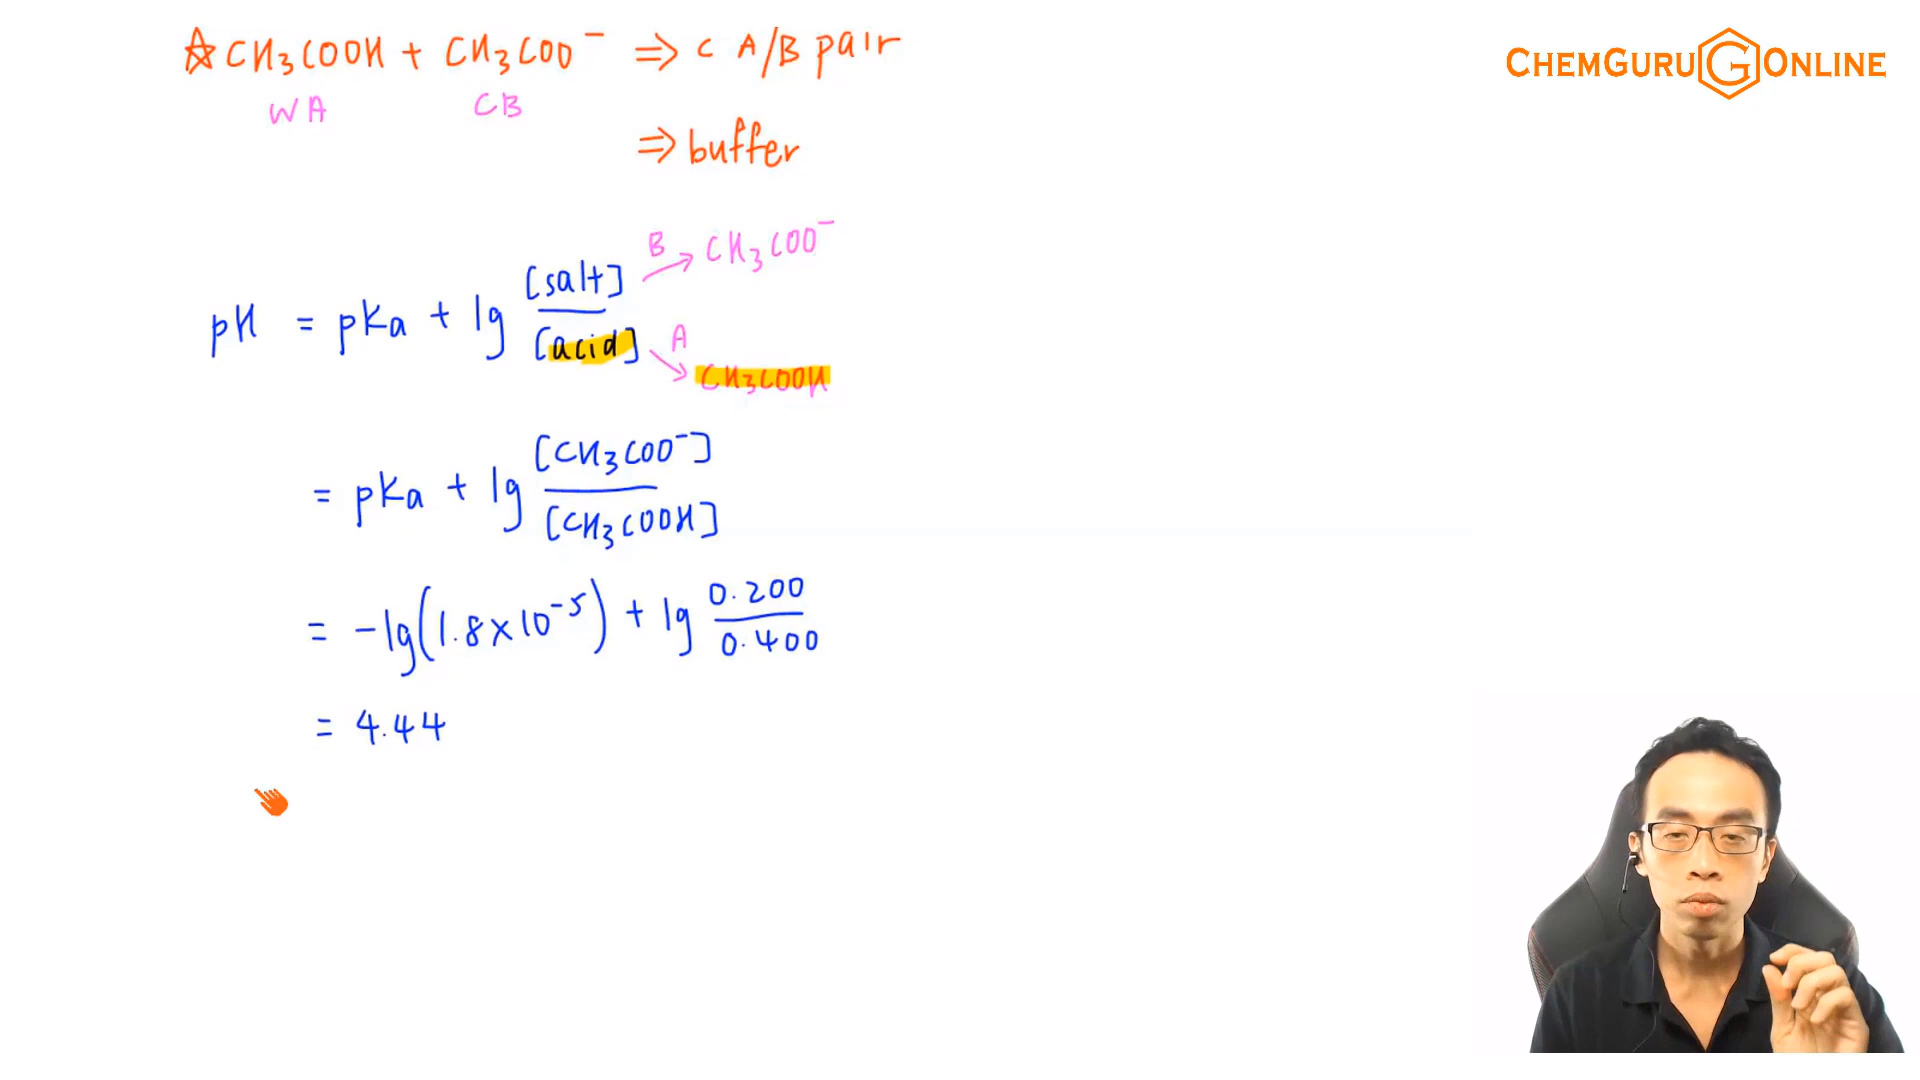 ☆CH₃COOH + CH₃COO⁻ ⇒ C A/B pair
CHEMGURU G ONLINE
WA CB
⇒ buffer
pH = pKa + lg [salt]/[acid]
B → CH₃COO⁻
A → CH₃COOH
= pKa + lg [CH₃COO⁻]/[CH₃COOH]
= -lg(1.8×10⁻⁵) + lg 0.200/0.400
= 4.44